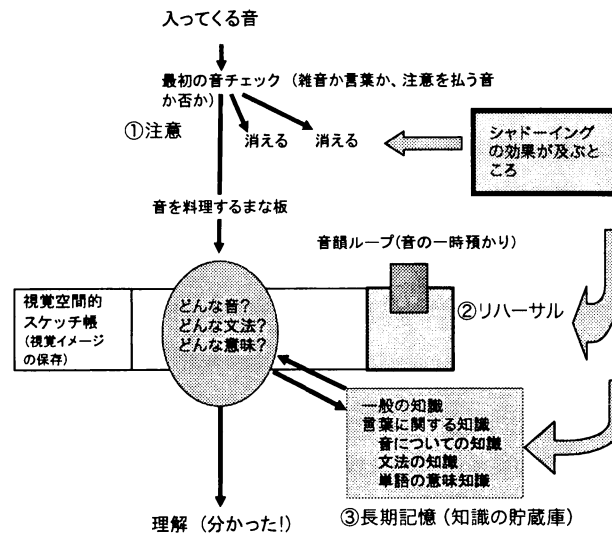 入ってくる音
最初の音チェック（雑音か言葉か、注意を払う音
か否か）
①注意
消える
消える
シャドーイング
の効果が及ぶと
ころ
音を料理するまな板
音韻ループ(音の一時預かり)
視覚空間的
スケッチ帳
(視覚イメージ
の保存)
どんな音?
どんな文法?
どんな意味?
②リハーサル
一般の知識
言葉に関する知識
音についての知識
文法の知識
単語の意味知識
理解（分かった!）
③長期記憶（知識の貯蔵庫）